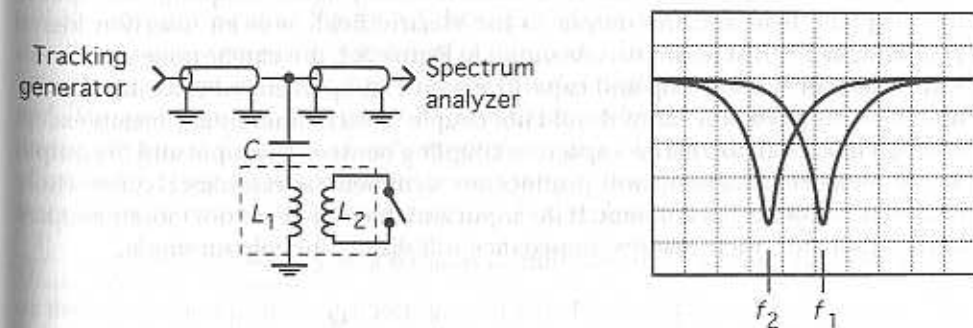 Tracking
generator
Spectrum
analyzer
C
L1
L2
f2
f1